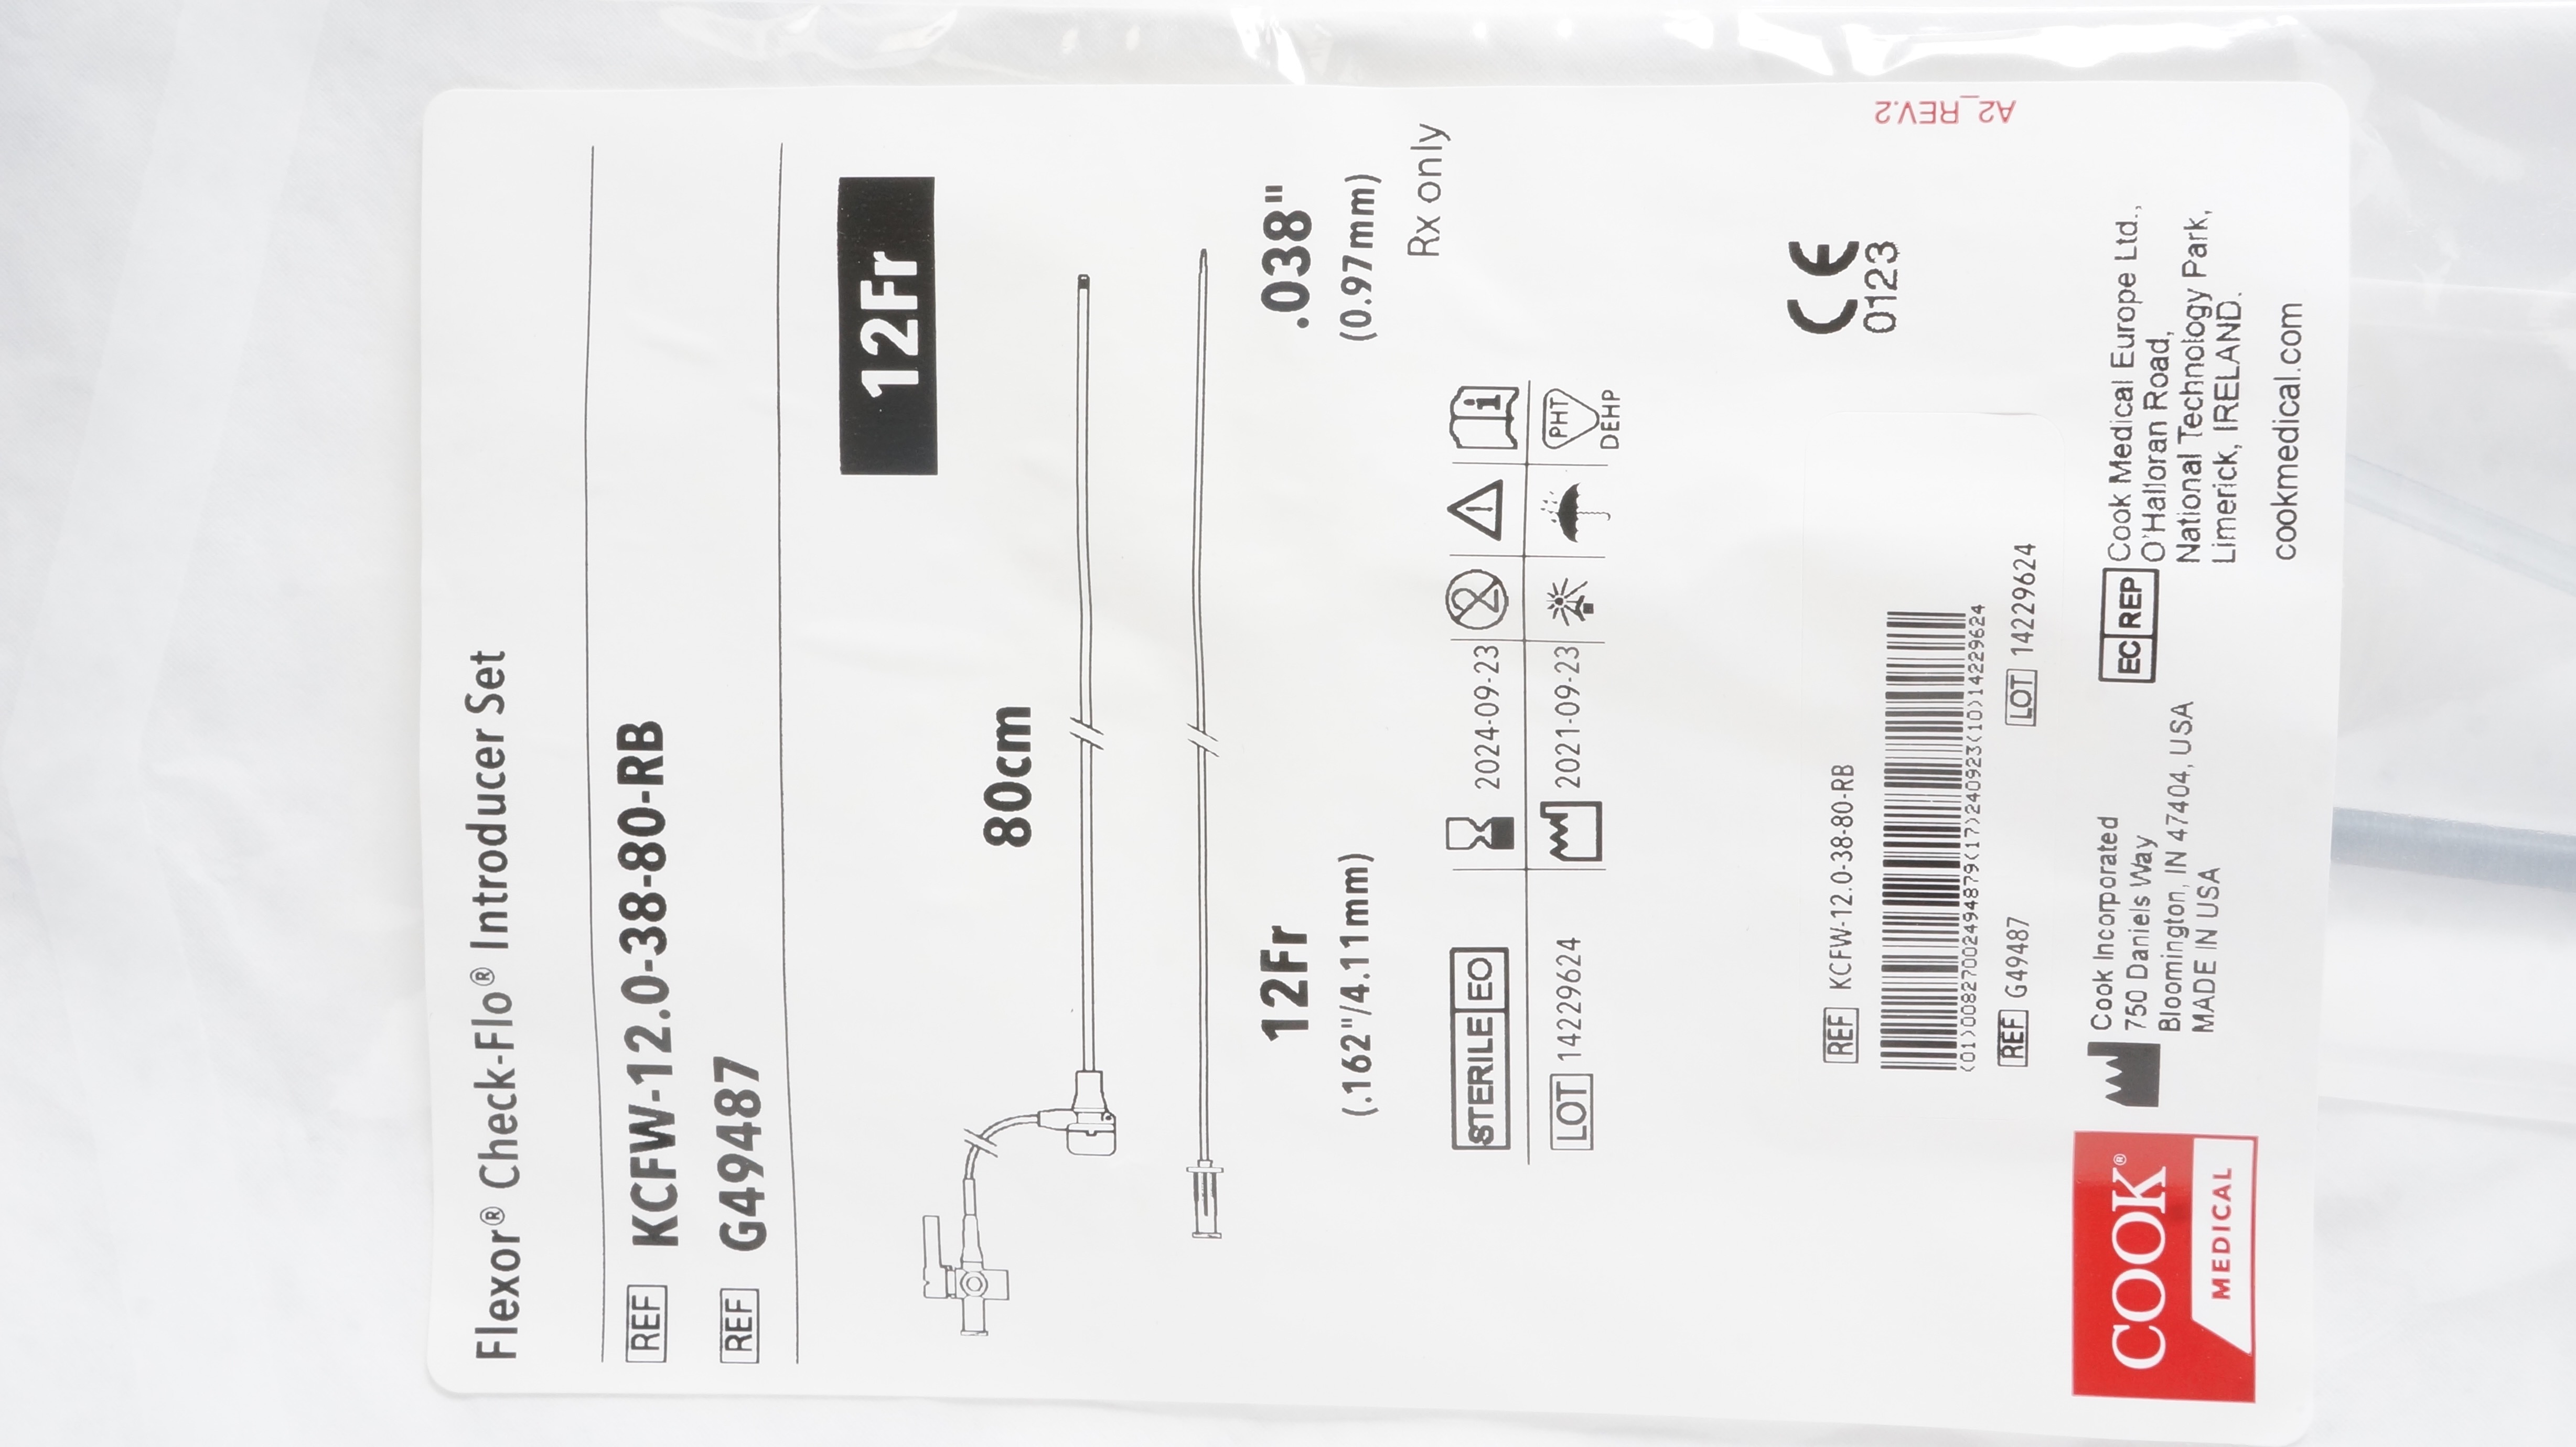 Flexor® Check-Flo® Introducer Set
REF KCFW-12.0-38-80-RB
REF G49487
12Fr
80cm
12Fr
(.162"/4.11mm)
.038"
(0.97mm)
Rx only
STERILE EO
2024-09-23
LOT 14229624
2021-09-23
PHT
DEHP
REF KCFW-12.0-38-80-RB
(01)00827002494879(17)240923(10)14229624
REF G49487
LOT 14229624
CE
0123
A2_REV.2
COOK®
MEDICAL
Cook Incorporated
750 Daniels Way
Bloomington, IN 47404, USA
MADE IN USA
EC REP
Cook Medical Europe Ltd.,
O'Halloran Road,
National Technology Park,
Limerick, IRELAND.
cookmedical.com